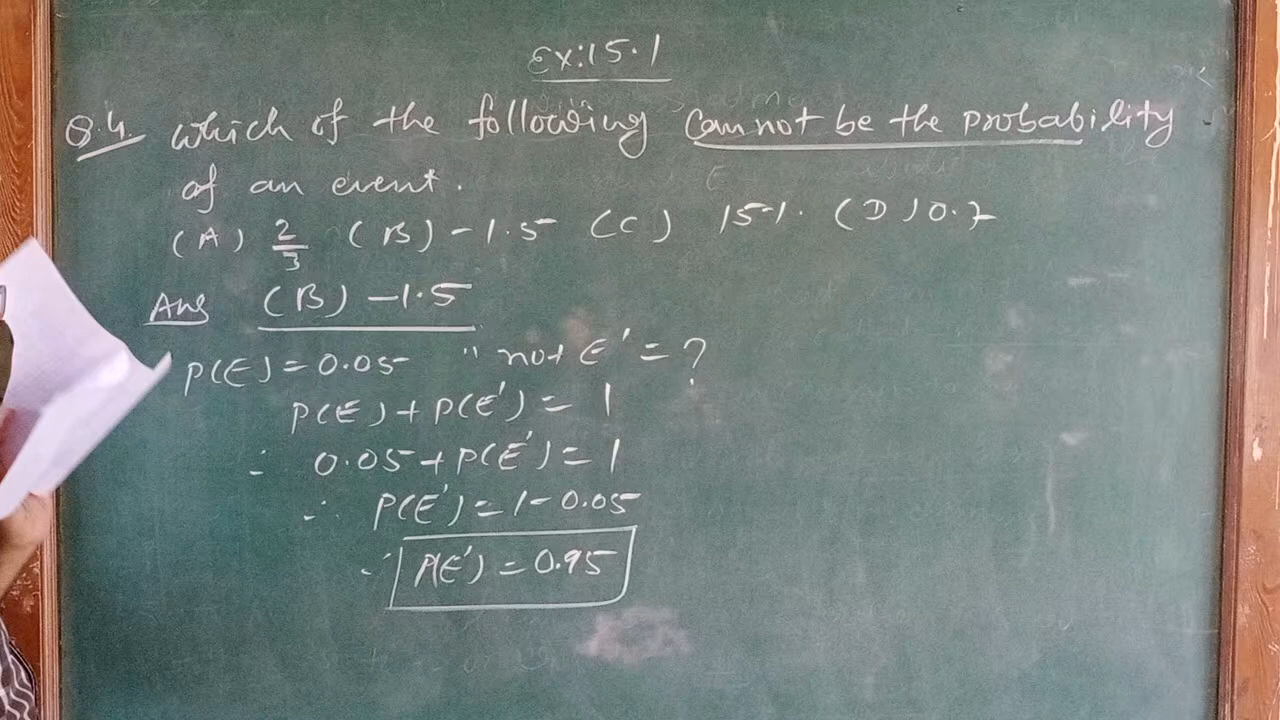 Ex:15.1
Q.4. which of the following cannot be the probability
of an event.
(A) 2/3 (B) -1.5 (C) 15% (D) 0.7
Ans (B) -1.5
P(E) = 0.05 "not E' = ?
P(E) + P(E') = 1
∴ 0.05 + P(E') = 1
∴ P(E') = 1 - 0.05
∴ P(E') = 0.95